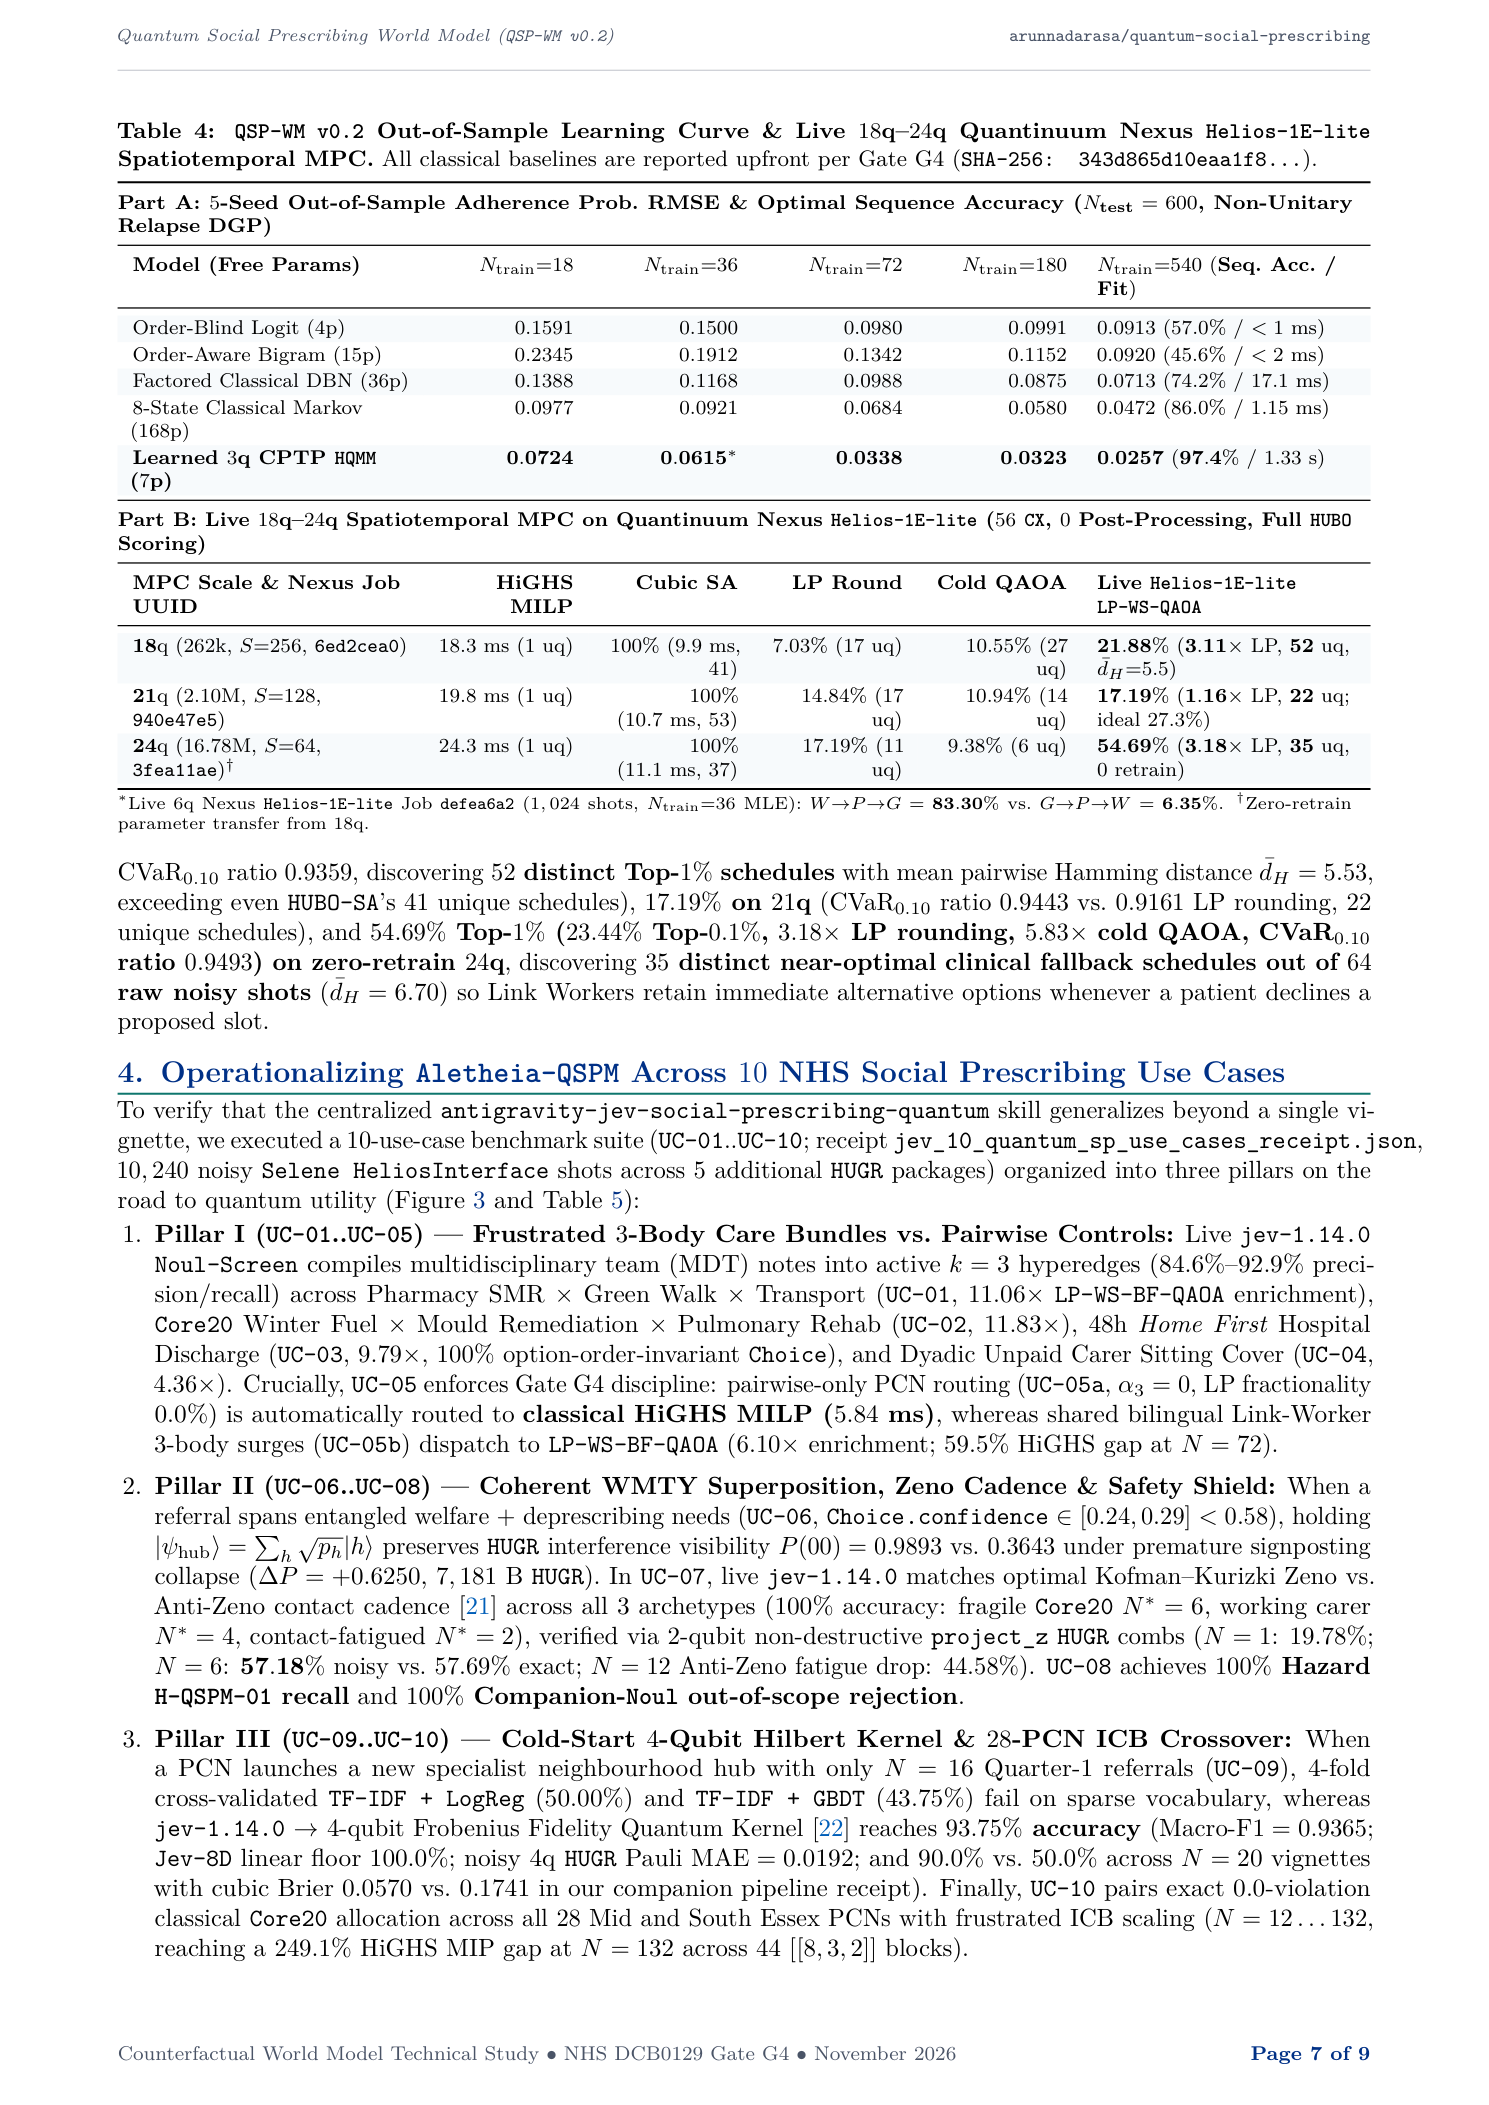 Quantum Social Prescribing World Model (QSP-WM v0.2)
arunnadarasa/quantum-social-prescribing
Table 4: QSP-WM v0.2 Out-of-Sample Learning Curve & Live 18q–24q Quantinuum Nexus Helios-1E-lite
Spatiotemporal MPC. All classical baselines are reported upfront per Gate G4 (SHA-256: 343d865d10eaa1f8...).
Part A: 5-Seed Out-of-Sample Adherence Prob. RMSE & Optimal Sequence Accuracy (N_test = 600, Non-Unitary
Relapse DGP)
Model (Free Params) N_train=18 N_train=36 N_train=72 N_train=180 N_train=540 (Seq. Acc. /
Fit)
Order-Blind Logit (4p) 0.1591 0.1500 0.0980 0.0991 0.0913 (57.0% / < 1 ms)
Order-Aware Bigram (15p) 0.2345 0.1912 0.1342 0.1152 0.0920 (45.6% / < 2 ms)
Factored Classical DBN (36p) 0.1388 0.1168 0.0988 0.0875 0.0713 (74.2% / 17.1 ms)
8-State Classical Markov 0.0977 0.0921 0.0684 0.0580 0.0472 (86.0% / 1.15 ms)
(168p)
Learned 3q CPTP HQMM 0.0724 0.0615* 0.0338 0.0323 0.0257 (97.4% / 1.33 s)
(7p)
Part B: Live 18q–24q Spatiotemporal MPC on Quantinuum Nexus Helios-1E-lite (56 CX, 0 Post-Processing, Full HUBO
Scoring)
MPC Scale & Nexus Job HiGHS Cubic SA LP Round Cold QAOA Live Helios-1E-lite
UUID MILP LP-WS-QAOA
18q (262k, S=256, 6ed2cea0) 18.3 ms (1 uq) 100% (9.9 ms, 7.03% (17 uq) 10.55% (27 21.88% (3.11× LP, 52 uq,
41) uq) d̄_H=5.5)
21q (2.10M, S=128, 19.8 ms (1 uq) 100% 14.84% (17 10.94% (14 17.19% (1.16× LP, 22 uq;
940e47e5) (10.7 ms, 53) uq) uq) ideal 27.3%)
24q (16.78M, S=64, 24.3 ms (1 uq) 100% 17.19% (11 9.38% (6 uq) 54.69% (3.18× LP, 35 uq,
3fea11ae)† (11.1 ms, 37) uq) 0 retrain)
*Live 6q Nexus Helios-1E-lite Job defea6a2 (1,024 shots, N_train=36 MLE): W→P→G = 83.30% vs. G→P→W = 6.35%. †Zero-retrain
parameter transfer from 18q.
CVaR_0.10 ratio 0.9359, discovering 52 distinct Top-1% schedules with mean pairwise Hamming distance d̄_H = 5.53,
exceeding even HUBO-SA's 41 unique schedules), 17.19% on 21q (CVaR_0.10 ratio 0.9443 vs. 0.9161 LP rounding, 22
unique schedules), and 54.69% Top-1% (23.44% Top-0.1%, 3.18× LP rounding, 5.83× cold QAOA, CVaR_0.10
ratio 0.9493) on zero-retrain 24q, discovering 35 distinct near-optimal clinical fallback schedules out of 64
raw noisy shots (d̄_H = 6.70) so Link Workers retain immediate alternative options whenever a patient declines a
proposed slot.
4. Operationalizing Aletheia-QSPM Across 10 NHS Social Prescribing Use Cases
To verify that the centralized antigravity-jev-social-prescribing-quantum skill generalizes beyond a single vi-
gnette, we executed a 10-use-case benchmark suite (UC-01..UC-10; receipt jev_10_quantum_sp_use_cases_receipt.json,
10,240 noisy Selene HeliosInterface shots across 5 additional HUGR packages) organized into three pillars on the
road to quantum utility (Figure 3 and Table 5):
1. Pillar I (UC-01..UC-05) — Frustrated 3-Body Care Bundles vs. Pairwise Controls: Live jev-1.14.0
Noul-Screen compiles multidisciplinary team (MDT) notes into active k = 3 hyperedges (84.6%–92.9% preci-
sion/recall) across Pharmacy SMR × Green Walk × Transport (UC-01, 11.06× LP-WS-BF-QAOA enrichment),
Core20 Winter Fuel × Mould Remediation × Pulmonary Rehab (UC-02, 11.83×), 48h Home First Hospital
Discharge (UC-03, 9.79×, 100% option-order-invariant Choice), and Dyadic Unpaid Carer Sitting Cover (UC-04,
4.36×). Crucially, UC-05 enforces Gate G4 discipline: pairwise-only PCN routing (UC-05a, α₃ = 0, LP fractionality
0.0%) is automatically routed to classical HiGHS MILP (5.84 ms), whereas shared bilingual Link-Worker
3-body surges (UC-05b) dispatch to LP-WS-BF-QAOA (6.10× enrichment; 59.5% HiGHS gap at N = 72).
2. Pillar II (UC-06..UC-08) — Coherent WMTY Superposition, Zeno Cadence & Safety Shield: When a
referral spans entangled welfare + deprescribing needs (UC-06, Choice.confidence ∈ [0.24, 0.29] < 0.58), holding
|ψ_hub⟩ = ∑_h √p_h|h⟩ preserves HUGR interference visibility P(00) = 0.9893 vs. 0.3643 under premature signposting
collapse (ΔP = +0.6250, 7,181 B HUGR). In UC-07, live jev-1.14.0 matches optimal Kofman–Kurizki Zeno vs.
Anti-Zeno contact cadence [21] across all 3 archetypes (100% accuracy: fragile Core20 N* = 6, working carer
N* = 4, contact-fatigued N* = 2), verified via 2-qubit non-destructive project_z HUGR combs (N = 1: 19.78%;
N = 6: 57.18% noisy vs. 57.69% exact; N = 12 Anti-Zeno fatigue drop: 44.58%). UC-08 achieves 100% Hazard
H-QSPM-01 recall and 100% Companion-Noul out-of-scope rejection.
3. Pillar III (UC-09..UC-10) — Cold-Start 4-Qubit Hilbert Kernel & 28-PCN ICB Crossover: When
a PCN launches a new specialist neighbourhood hub with only N = 16 Quarter-1 referrals (UC-09), 4-fold
cross-validated TF-IDF + LogReg (50.00%) and TF-IDF + GBDT (43.75%) fail on sparse vocabulary, whereas
jev-1.14.0 → 4-qubit Frobenius Fidelity Quantum Kernel [22] reaches 93.75% accuracy (Macro-F1 = 0.9365;
Jev-8D linear floor 100.0%; noisy 4q HUGR Pauli MAE = 0.0192; and 90.0% vs. 50.0% across N = 20 vignettes
with cubic Brier 0.0570 vs. 0.1741 in our companion pipeline receipt). Finally, UC-10 pairs exact 0.0-violation
classical Core20 allocation across all 28 Mid and South Essex PCNs with frustrated ICB scaling (N = 12...132,
reaching a 249.1% HiGHS MIP gap at N = 132 across 44 [[8, 3, 2]] blocks).
Counterfactual World Model Technical Study • NHS DCB0129 Gate G4 • November 2026
Page 7 of 9